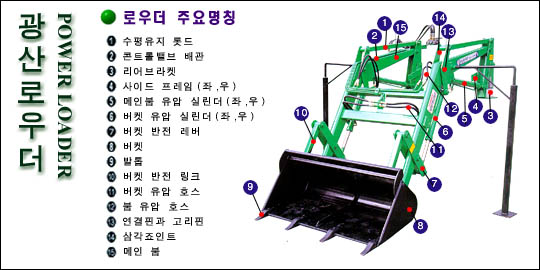 광산로우더
POWER LOADER
로우더 주요명칭
1 수평유지 롯드
2 콘트롤밸브 배관
3 리어브라켓
4 사이드 프레임(좌,우)
5 메인붐 유압 실린더(좌,우)
6 버켓 유압 실린더(좌,우)
7 버켓 반전 레버
8 버켓
9 발톱
10 버켓 반전 링크
11 버켓 유압 호스
12 붐 유압 호스
13 연결핀과 고리핀
14 삼각죠인트
15 메인 붐
1
2
15
14
13
12
5
4
3
6
11
10
7
9
8